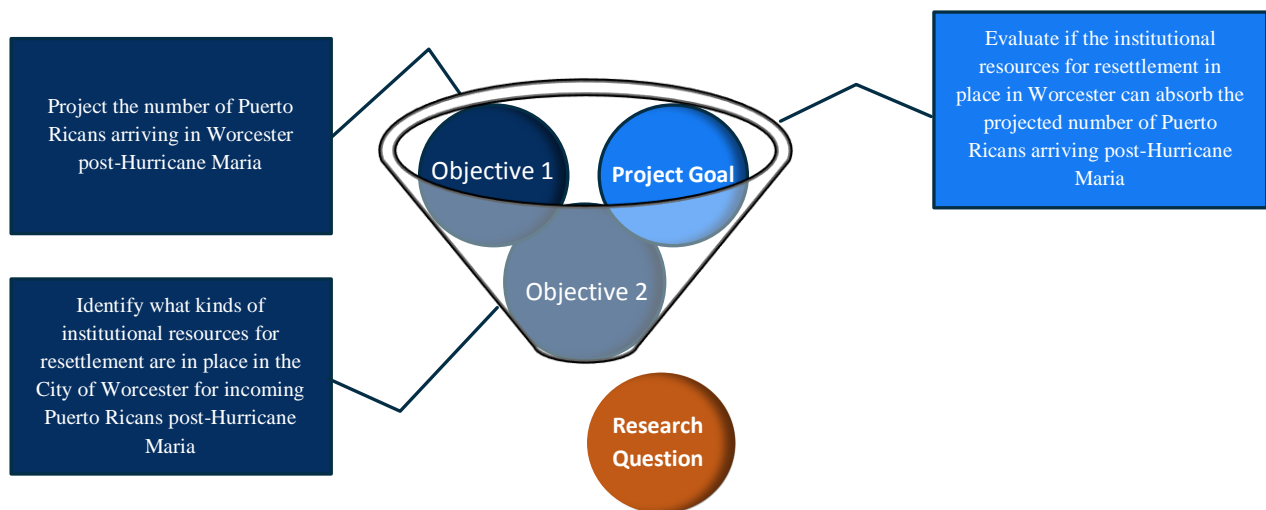 Project the number of Puerto
Ricans arriving in Worcester
post-Hurricane Maria
Identify what kinds of
institutional resources for
resettlement are in place in the
City of Worcester for incoming
Puerto Ricans post-Hurricane
Maria
Objective 1
Project Goal
Objective 2
Research
Question
Evaluate if the institutional
resources for resettlement in
place in Worcester can absorb the
projected number of Puerto
Ricans arriving post-Hurricane
Maria